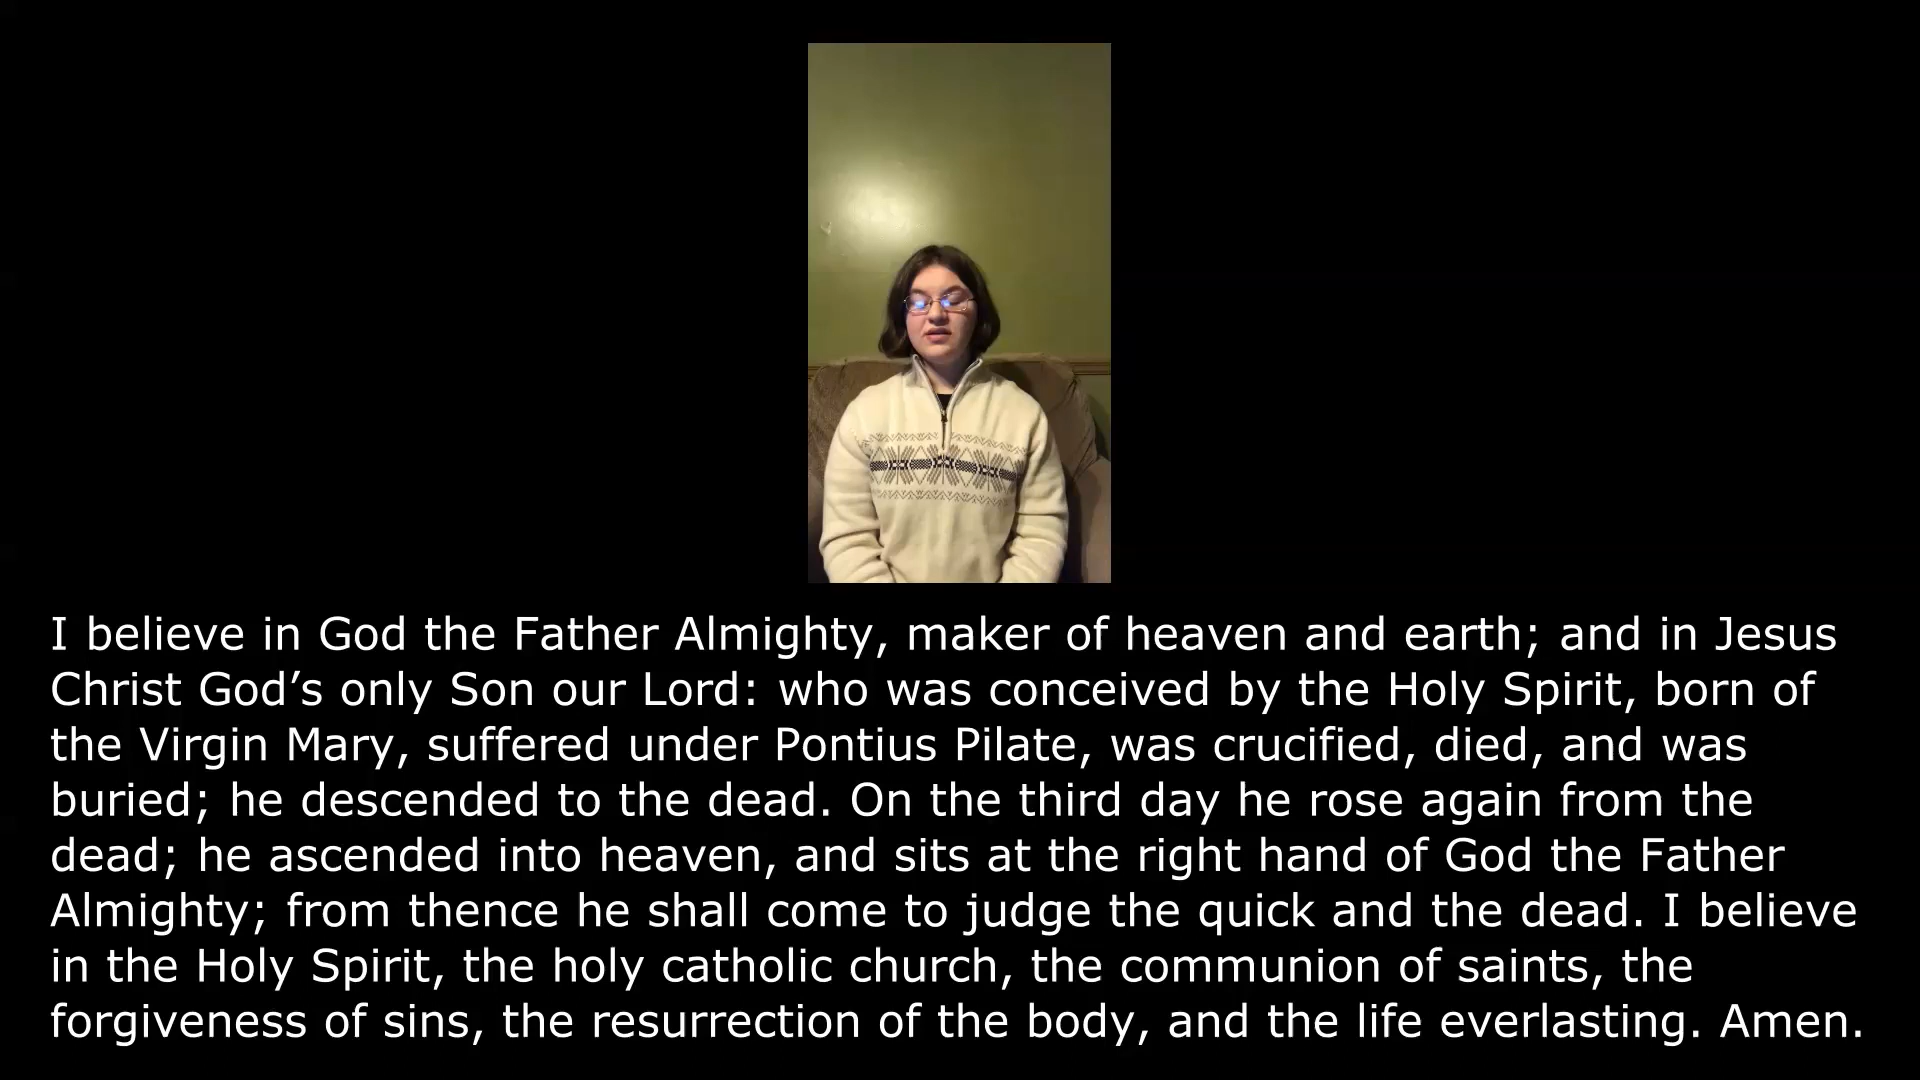 I believe in God the Father Almighty, maker of heaven and earth; and in Jesus
Christ God’s only Son our Lord: who was conceived by the Holy Spirit, born of
the Virgin Mary, suffered under Pontius Pilate, was crucified, died, and was
buried; he descended to the dead. On the third day he rose again from the
dead; he ascended into heaven, and sits at the right hand of God the Father
Almighty; from thence he shall come to judge the quick and the dead. I believe
in the Holy Spirit, the holy catholic church, the communion of saints, the
forgiveness of sins, the resurrection of the body, and the life everlasting. Amen.